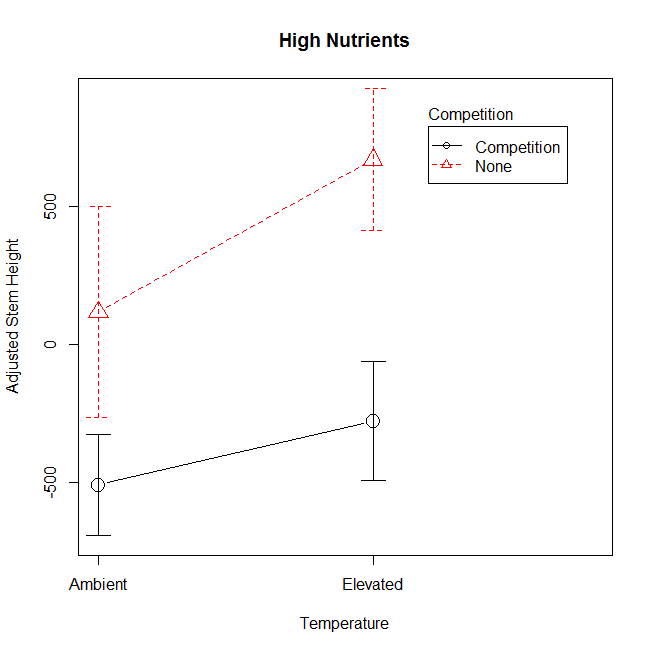 High Nutrients
Competition
Competition
None
500
0
-500
Adjusted Stem Height
Ambient
Elevated
Temperature